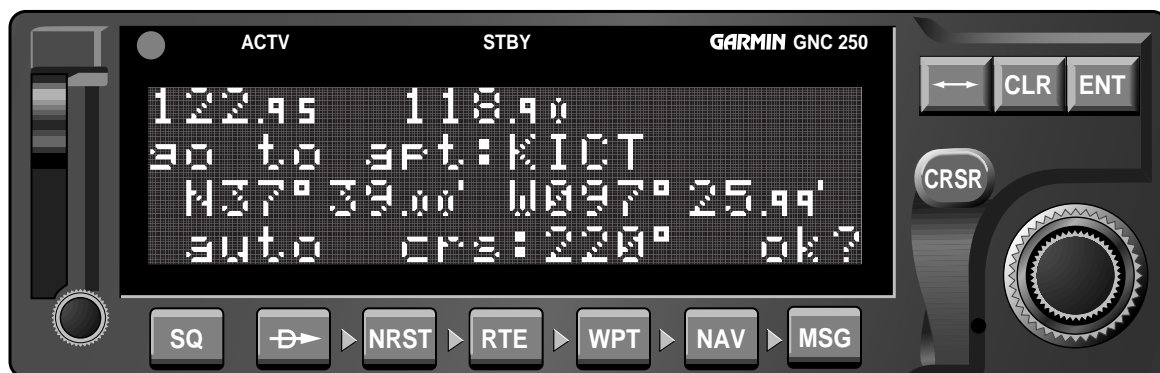 ACTV STBY GARMIN GNC 250
122.95 118.90
go to apt:KICT
N37°39.00' W097°25.99'
auto crs:220° ok?
CLR ENT
CRSR
SQ D NRST RTE WPT NAV MSG